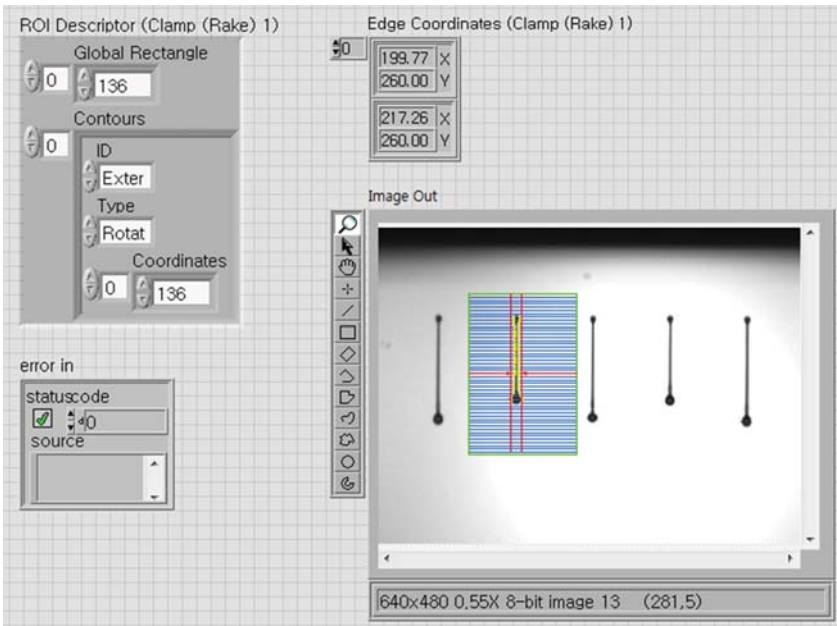 ROI Descriptor (Clamp (Rake) 1)
Global Rectangle
0
136
Contours
0
ID
Exter
Type
Rotat
Coordinates
0
136
error in
status code
0
source
Edge Coordinates (Clamp (Rake) 1)
0
199.77 X
260.00 Y
217.26 X
260.00 Y
Image Out
640x480 0.55X 8-bit image 13 (281,5)